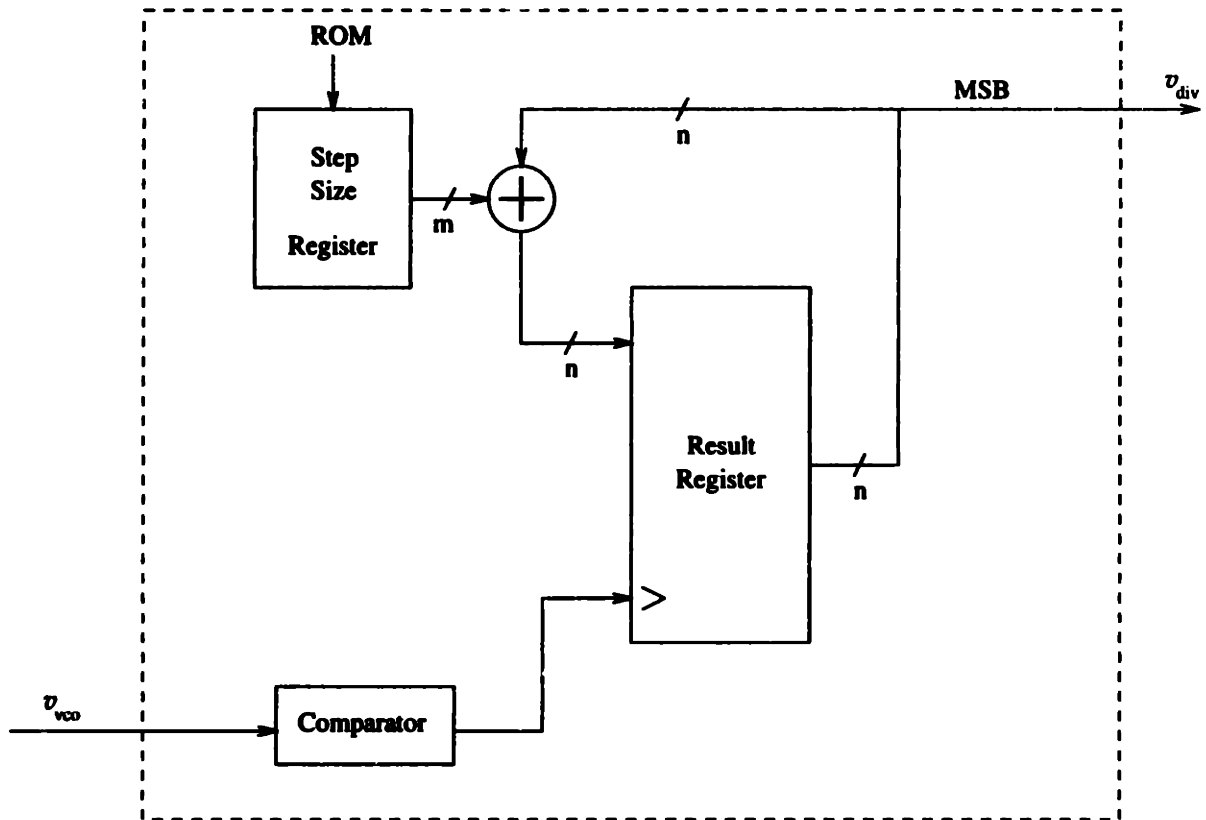 ROM
MSB
v_div
n
Step
Size
Register
m
n
Result
Register
n
v_vco
Comparator